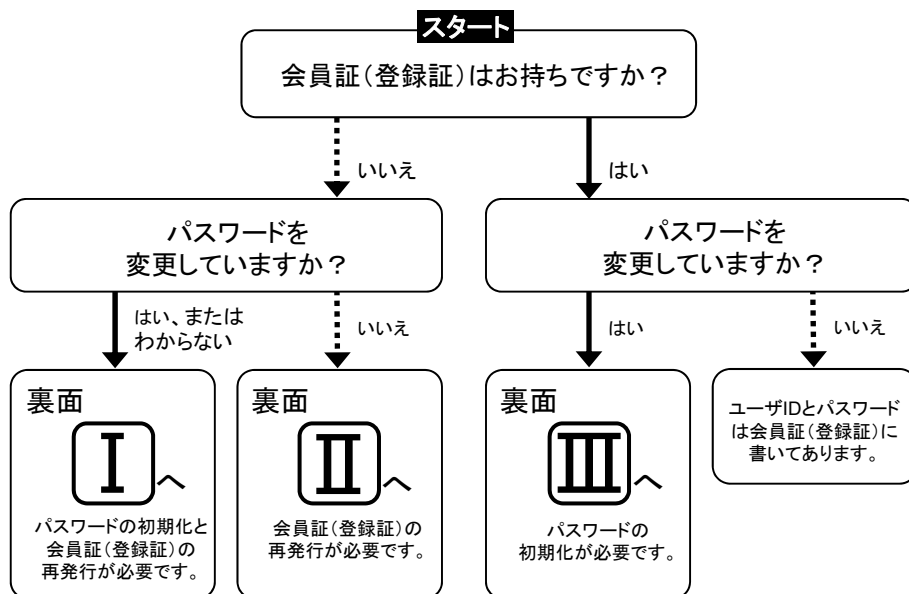 スタート
会員証（登録証）はお持ちですか？
いいえ
はい
パスワードを
変更していますか？
パスワードを
変更していますか？
はい、または
わからない
いいえ
はい
いいえ
裏面
Ⅰへ
パスワードの初期化と
会員証（登録証）の
再発行が必要です。
裏面
Ⅱへ
会員証（登録証）の
再発行が必要です。
裏面
Ⅲへ
パスワードの
初期化が必要です。
ユーザIDとパスワード
は会員証（登録証）に
書いてあります。